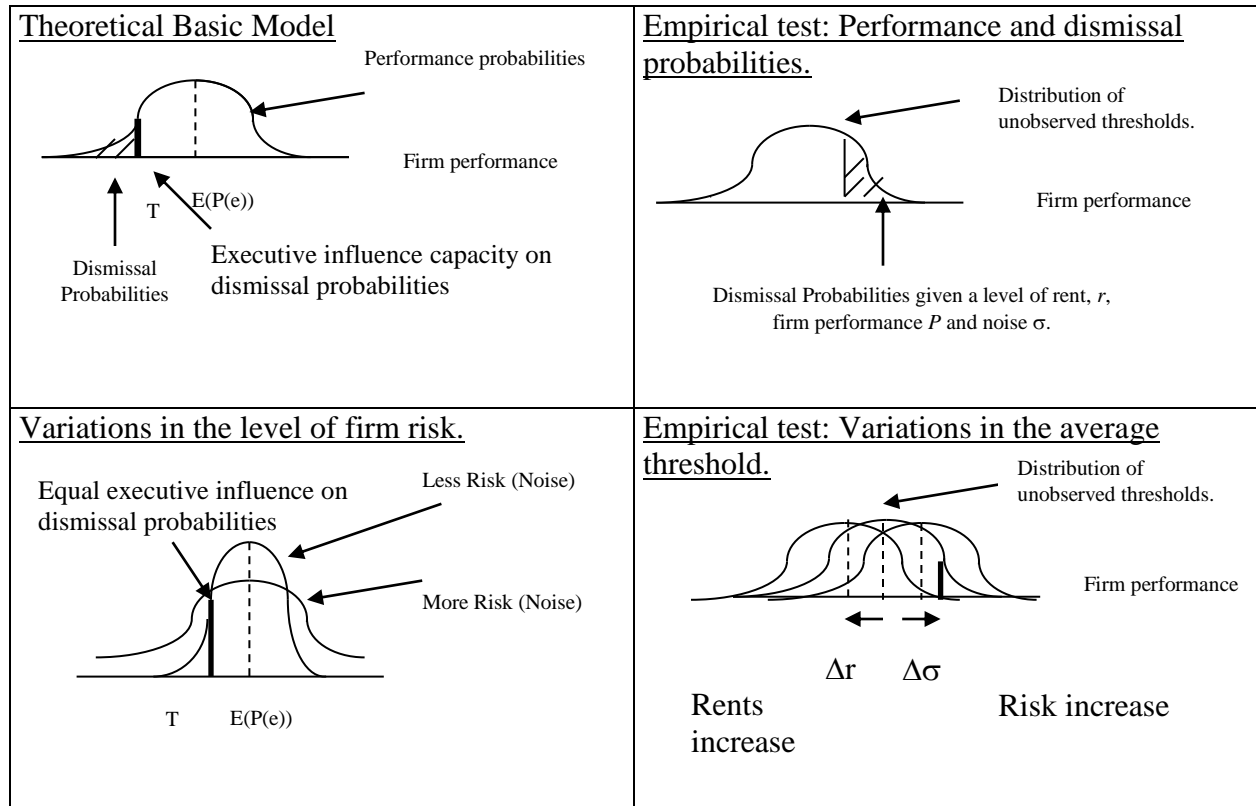 Theoretical Basic Model
Performance probabilities
Firm performance
T
E(P(e))
Executive influence capacity on
dismissal probabilities
Dismissal
Probabilities
Empirical test: Performance and dismissal
probabilities.
Distribution of
unobserved thresholds.
Firm performance
Dismissal Probabilities given a level of rent, r,
firm performance P and noise σ.
Variations in the level of firm risk.
Less Risk (Noise)
Equal executive influence on
dismissal probabilities
More Risk (Noise)
T
E(P(e))
Empirical test: Variations in the average
threshold.
Distribution of
unobserved thresholds.
Firm performance
Δr
Δσ
Rents
increase
Risk increase